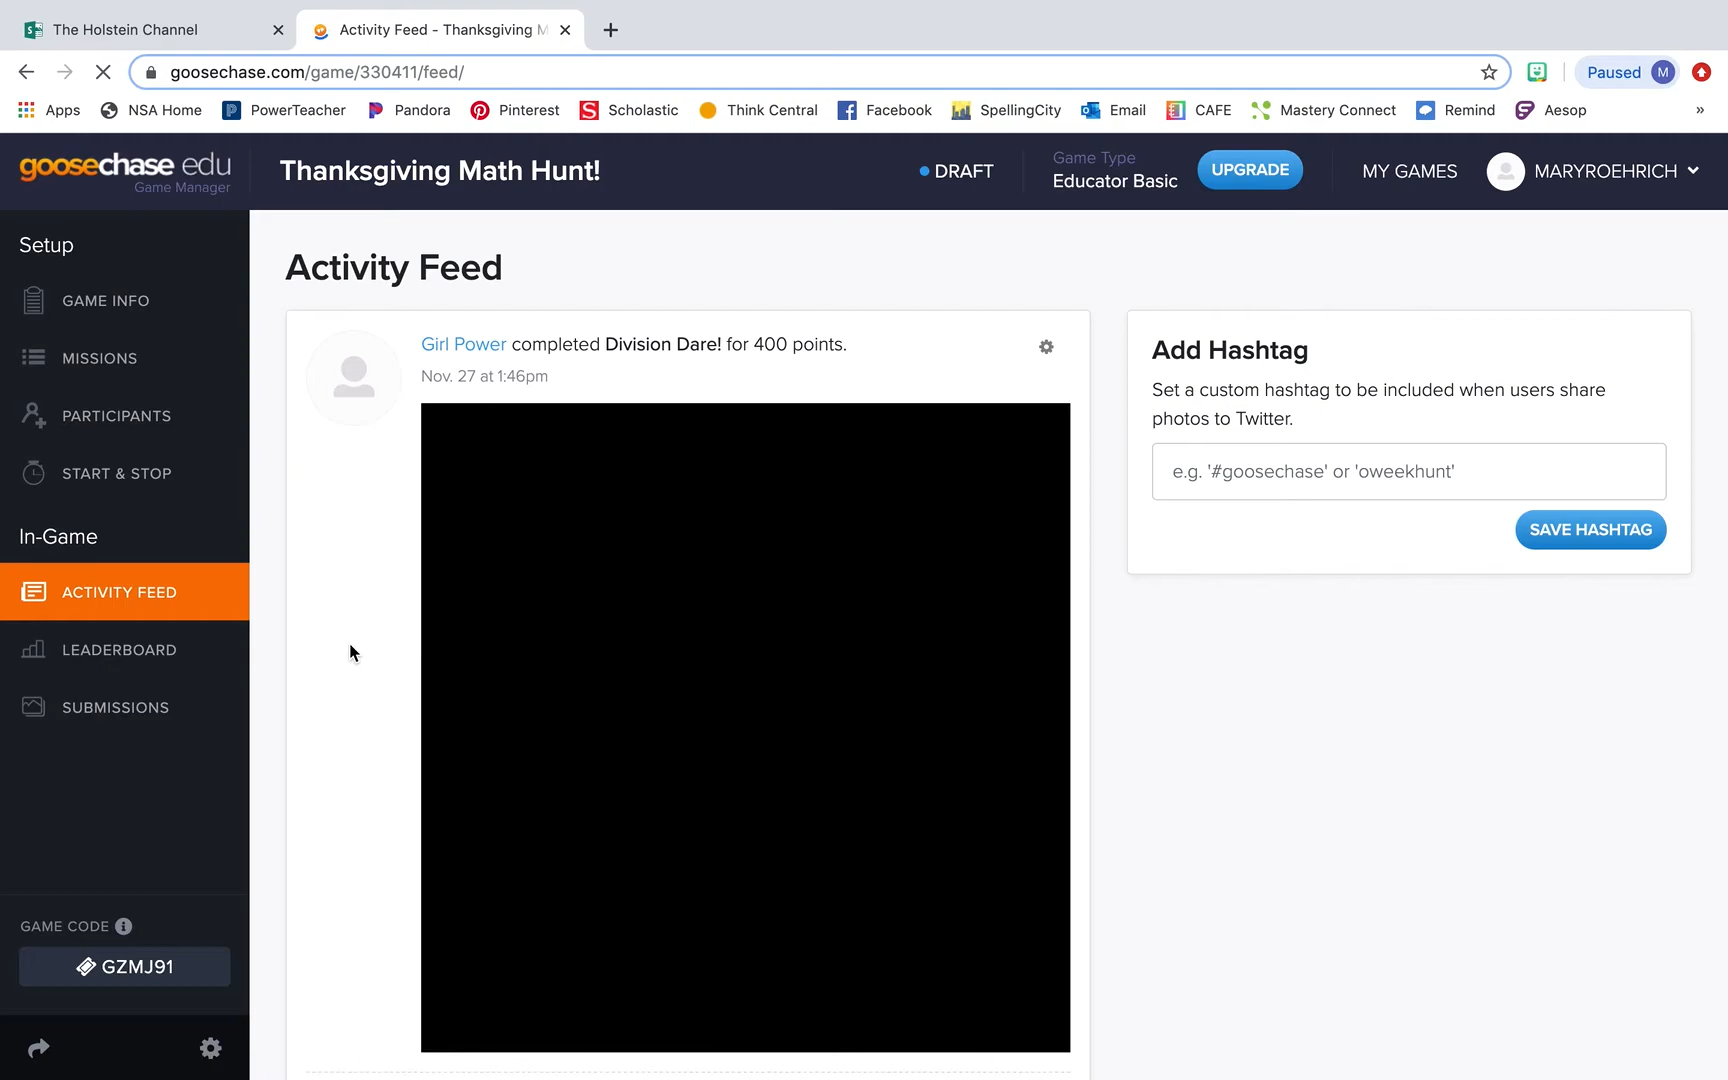 The Holstein Channel
Activity Feed - Thanksgiving M
goosechase.com/game/330411/feed/
Paused M
Apps NSA Home PowerTeacher Pandora Pinterest Scholastic Think Central Facebook SpellingCity Email CAFE Mastery Connect Remind Aesop »
goosechase edu
Game Manager
Thanksgiving Math Hunt!
DRAFT
Game Type
Educator Basic
UPGRADE
MY GAMES
MARYROEHRICH
Setup
GAME INFO
MISSIONS
PARTICIPANTS
START & STOP
In-Game
ACTIVITY FEED
LEADERBOARD
SUBMISSIONS
GAME CODE
GZMJ91
Activity Feed
Girl Power completed Division Dare! for 400 points.
Nov. 27 at 1:46pm
Add Hashtag
Set a custom hashtag to be included when users share
photos to Twitter.
e.g. '#goosechase' or 'oweekhunt'
SAVE HASHTAG